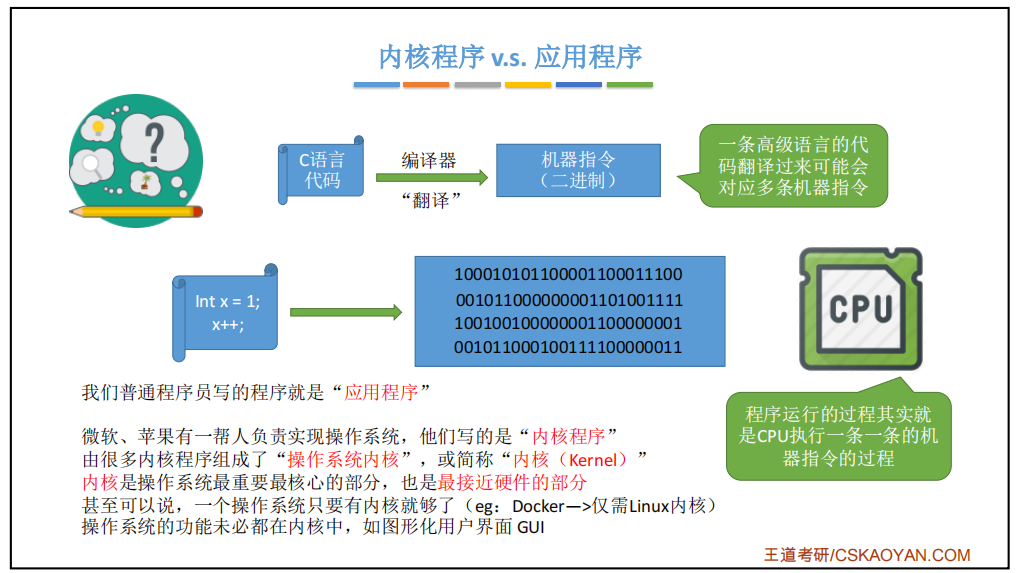 内核程序 v.s. 应用程序
C语言
代码
编译器
“翻译”
机器指令
（二进制）
一条高级语言的代
码翻译过来可能会
对应多条机器指令
Int x = 1;
x++;
100010101100001100011100
001011000000001101001111
100100100000001100000001
001011000100111100000011
CPU
我们普通程序员写的程序就是“应用程序”
微软、苹果有一帮人负责实现操作系统，他们写的是“内核程序”
由很多内核程序组成了“操作系统内核”，或简称“内核（Kernel）”
内核是操作系统最重要最核心的部分，也是最接近硬件的部分
甚至可以说，一个操作系统只要有内核就够了（eg：Docker—>仅需Linux内核）
操作系统的功能未必都在内核中，如图形化用户界面 GUI
程序运行的过程其实就
是CPU执行一条一条的机
器指令的过程
王道考研/CSKAOYAN.COM